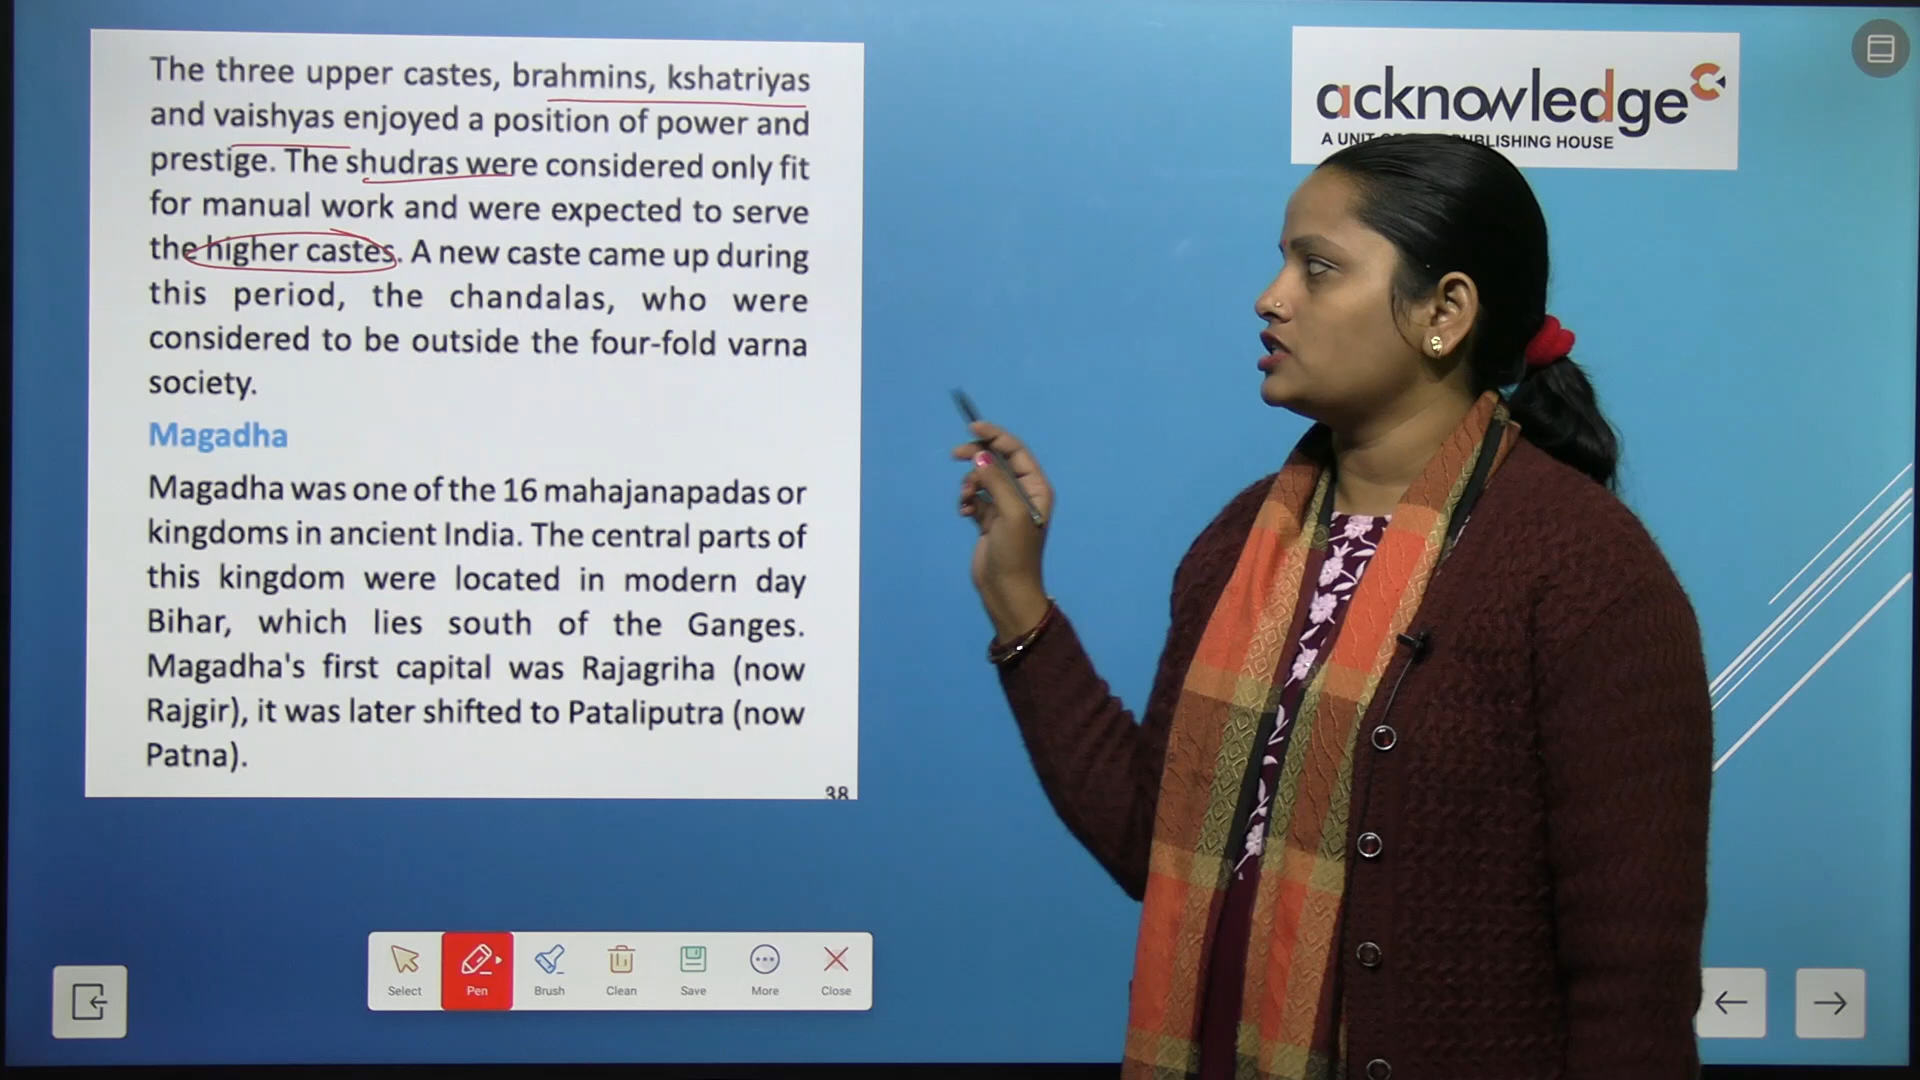 The three upper castes, brahmins, kshatriyas
and vaishyas enjoyed a position of power and
prestige. The shudras were considered only fit
for manual work and were expected to serve
the higher castes. A new caste came up during
this period, the chandalas, who were
considered to be outside the four-fold varna
society.
Magadha
Magadha was one of the 16 mahajanapadas or
kingdoms in ancient India. The central parts of
this kingdom were located in modern day
Bihar, which lies south of the Ganges.
Magadha's first capital was Rajagriha (now
Rajgir), it was later shifted to Pataliputra (now
Patna).
38
acknowledge
A UNIT PUBLISHING HOUSE
Select Pen Brush Clean Save More Close